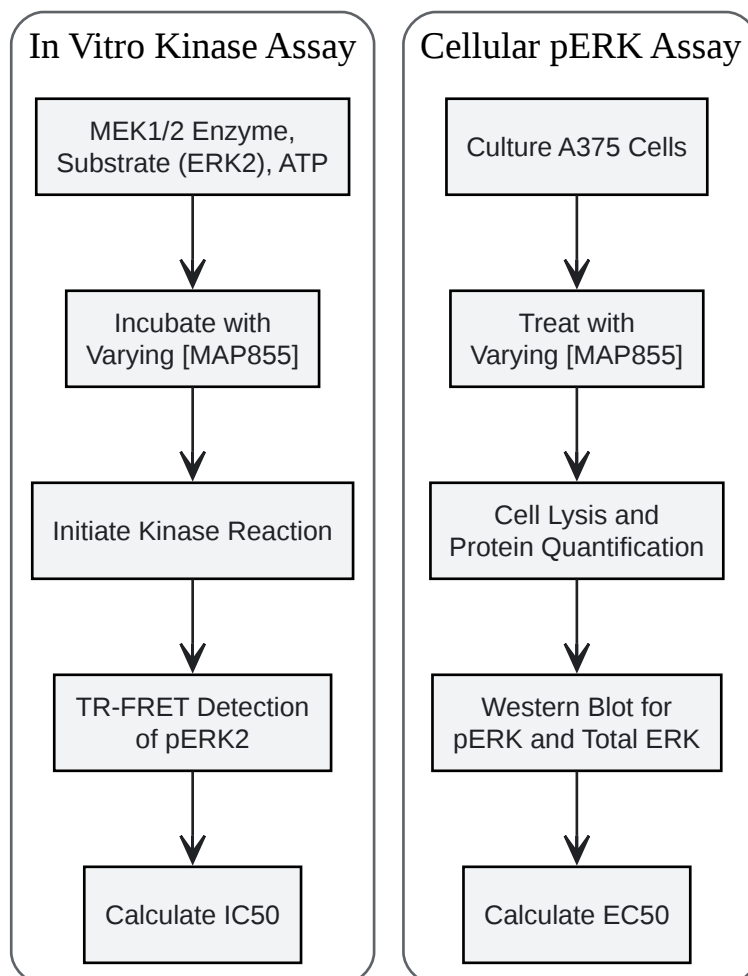 In Vitro Kinase Assay
MEK1/2 Enzyme,
Substrate (ERK2), ATP
Incubate with
Varying [MAP855]
Initiate Kinase Reaction
TR-FRET Detection
of pERK2
Calculate IC50
Cellular pERK Assay
Culture A375 Cells
Treat with
Varying [MAP855]
Cell Lysis and
Protein Quantification
Western Blot for
pERK and Total ERK
Calculate EC50